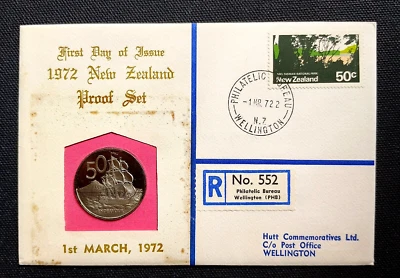 First Day of Issue
1972 New Zealand
Proof Set
50
1st MARCH, 1972
50c
New Zealand
PHILATELIC BUREAU
-1 MR. 72 2
N.Z
WELLINGTON
R
No. 552
Philatelic Bureau
Wellington (PHB)
Hutt Commemoratives Ltd.
C/o Post Office
WELLINGTON